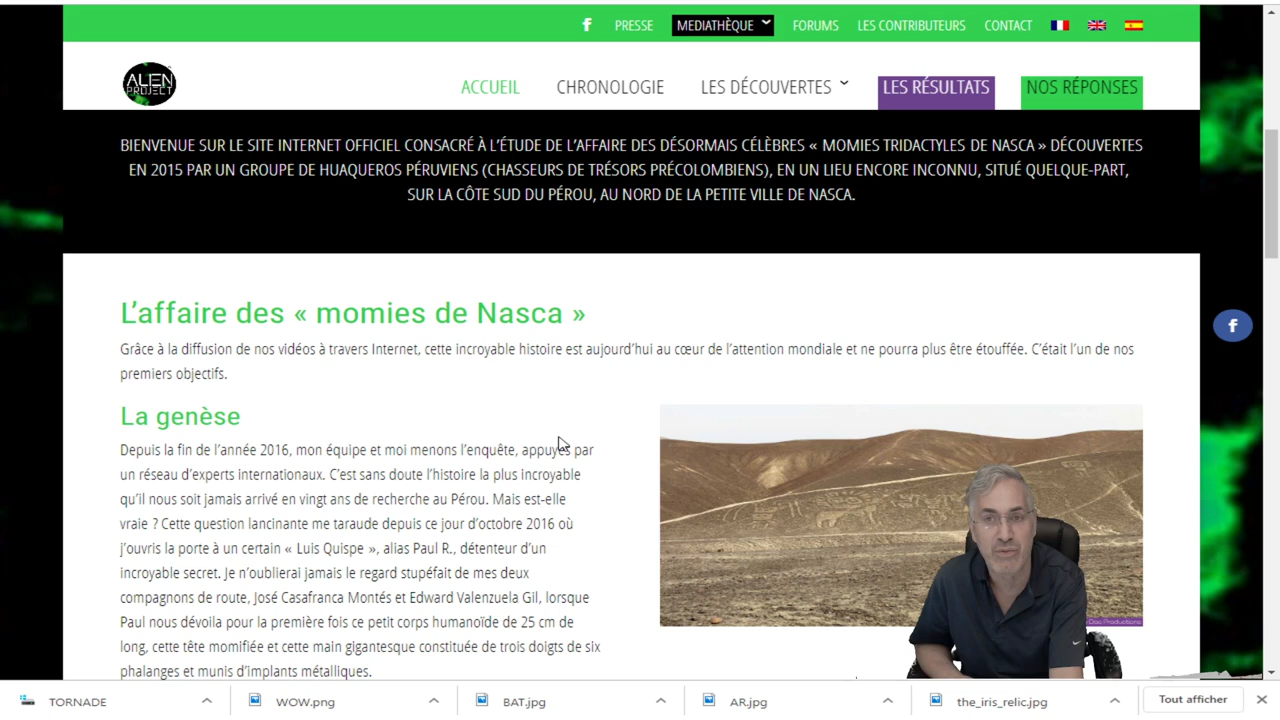 PRESSE MEDIATHÈQUE FORUMS LES CONTRIBUTEURS CONTACT
ALIEN
PROJECT
ACCUEIL CHRONOLOGIE LES DÉCOUVERTES LES RÉSULTATS NOS RÉPONSES
BIENVENUE SUR LE SITE INTERNET OFFICIEL CONSACRÉ À L’ÉTUDE DE L’AFFAIRE DES DÉSORMAIS CÉLÈBRES « MOMIES TRIDACTYLES DE NASCA » DÉCOUVERTES
EN 2015 PAR UN GROUPE DE HUAQUEROS PÉRUVIENS (CHASSEURS DE TRÉSORS PRÉCOLOMBIENS), EN UN LIEU ENCORE INCONNU, SITUÉ QUELQUE-PART,
SUR LA CÔTE SUD DU PÉROU, AU NORD DE LA PETITE VILLE DE NASCA.
L’affaire des « momies de Nasca »
Grâce à la diffusion de nos vidéos à travers Internet, cette incroyable histoire est aujourd’hui au cœur de l’attention mondiale et ne pourra plus être étouffée. C’était l’un de nos
premiers objectifs.
La genèse
Depuis la fin de l’année 2016, mon équipe et moi menons l’enquête, appuyés par
un réseau d’experts internationaux. C’est sans doute l’histoire la plus incroyable
qu’il nous soit jamais arrivé en vingt ans de recherche au Pérou. Mais est-elle
vraie ? Cette question lancinante me taraude depuis ce jour d’octobre 2016 où
j’ouvris la porte à un certain « Luis Quispe », alias Paul R., détenteur d’un
incroyable secret. Je n’oublierai jamais le regard stupéfait de mes deux
compagnons de route, José Casafranca Montés et Edward Valenzuela Gil, lorsque
Paul nous dévoila pour la première fois ce petit corps humanoïde de 25 cm de
long, cette tête momifiée et cette main gigantesque constituée de trois doigts de six
phalanges et munis d’implants métalliques.
Productions
TORNADE WOW.png BAT.jpg AR.jpg the_iris_relic.jpg Tout afficher